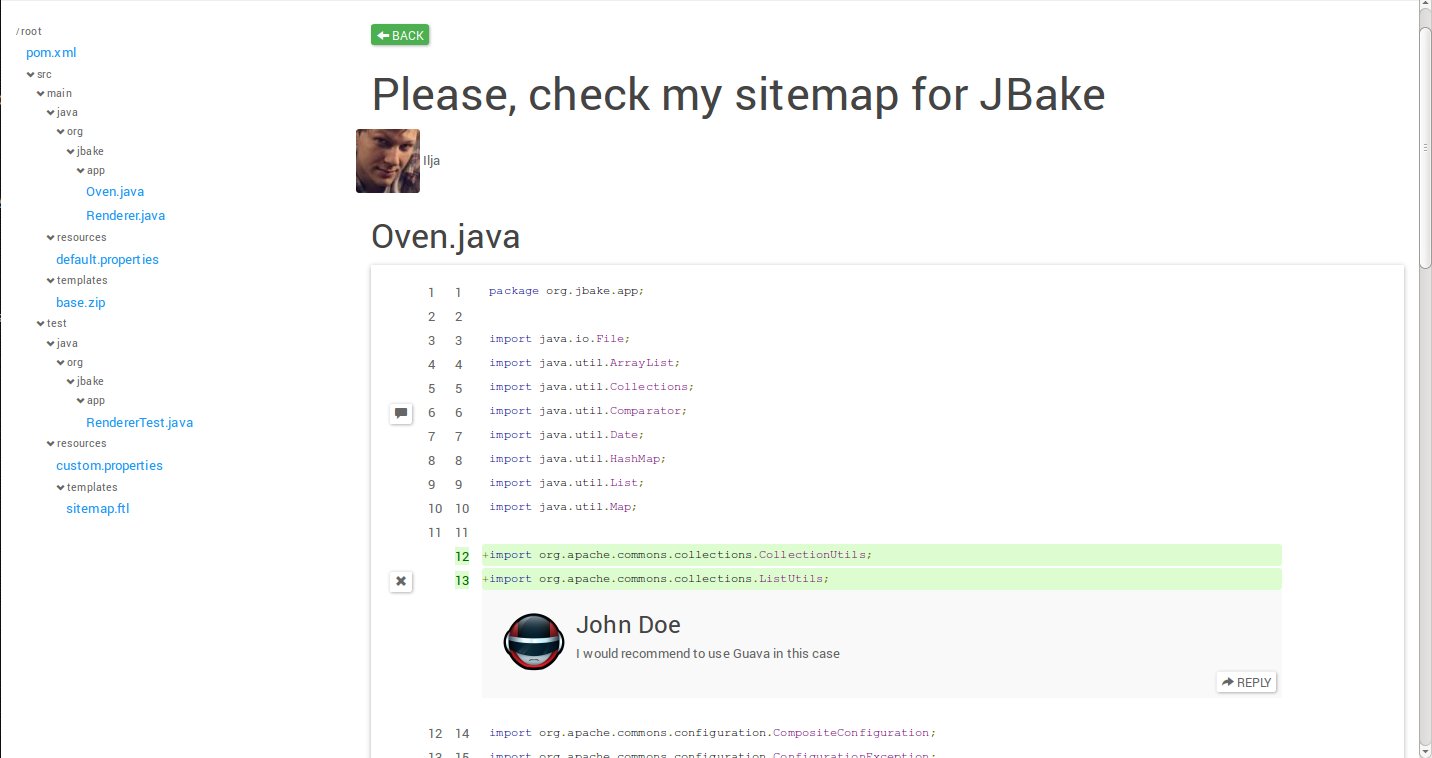 /root
pom.xml
src
main
java
org
jbake
app
Oven.java
Renderer.java
resources
default.properties
templates
base.zip
test
java
org
jbake
app
RendererTest.java
resources
custom.properties
templates
sitemap.ftl
BACK
Please, check my sitemap for JBake
Ilja
Oven.java
1 1 package org.jbake.app;
2 2
3 3 import java.io.File;
4 4 import java.util.ArrayList;
5 5 import java.util.Collections;
6 6 import java.util.Comparator;
7 7 import java.util.Date;
8 8 import java.util.HashMap;
9 9 import java.util.List;
10 10 import java.util.Map;
11 11
12 +import org.apache.commons.collections.CollectionUtils;
13 +import org.apache.commons.collections.ListUtils;
John Doe
I would recommend to use Guava in this case
REPLY
12 14 import org.apache.commons.configuration.CompositeConfiguration;
13 15 import org.apache.commons.configuration.ConfigurationException;